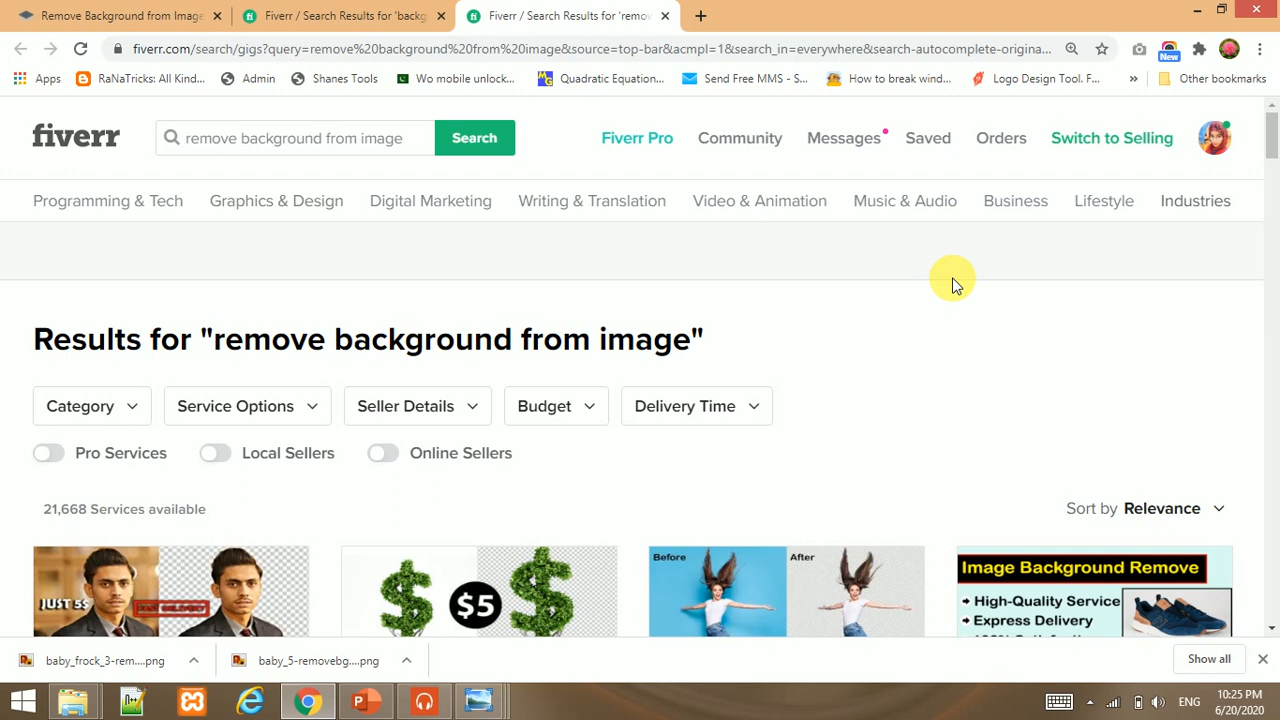 Remove Background from Image
Fiverr / Search Results for 'backg
Fiverr / Search Results for 'remov
fiverr.com/search/gigs?query=remove%20background%20from%20image&source=top-bar&acmpl=1&search_in=everywhere&search-autocomplete-origina...
New
Apps
RaNaTricks: All Kind...
Admin
Shanes Tools
Wo mobile unlock...
Quadratic Equation...
Send Free MMS - S...
How to break wind...
Logo Design Tool. F...
»
Other bookmarks
fiverr
remove background from image
Search
Fiverr Pro
Community
Messages
Saved
Orders
Switch to Selling
Programming & Tech
Graphics & Design
Digital Marketing
Writing & Translation
Video & Animation
Music & Audio
Business
Lifestyle
Industries
Results for "remove background from image"
Category
Service Options
Seller Details
Budget
Delivery Time
Pro Services
Local Sellers
Online Sellers
21,668 Services available
Sort by Relevance
JUST 5$
$5
Before
After
Image Background Remove
High-Quality Service
Express Delivery
baby_frock_3-rem....png
baby_5-removebg....png
Show all
ENG
10:25 PM
6/20/2020